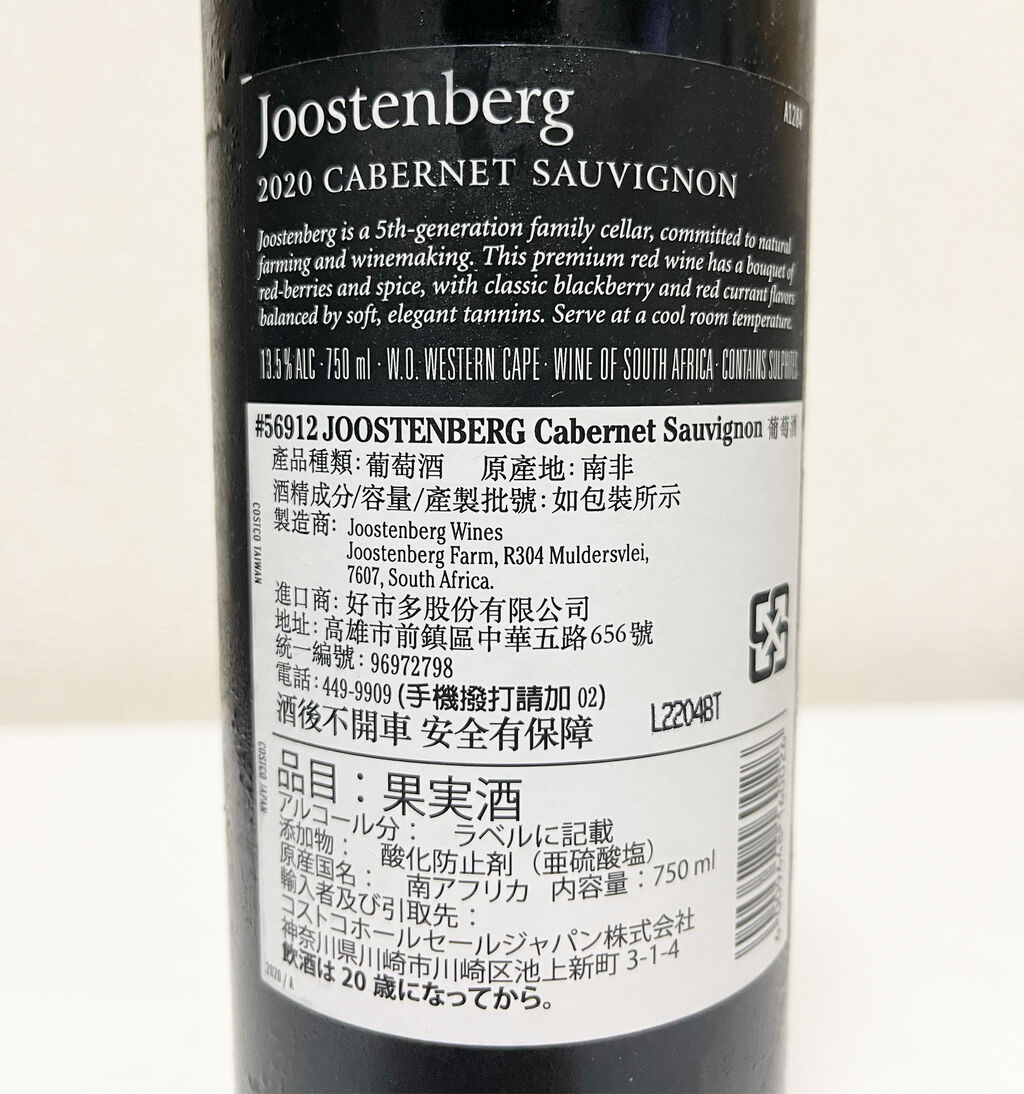 Joostenberg
2020 CABERNET SAUVIGNON
Joostenberg is a 5th-generation family cellar, committed to natural
farming and winemaking. This premium red wine has a bouquet of
red-berries and spice, with classic blackberry and red currant flavors
balanced by soft, elegant tannins. Serve at a cool room temperature.
13.5% ALC · 750 ml · W.O. WESTERN CAPE · WINE OF SOUTH AFRICA · CONTAINS
#56912 JOOSTENBERG Cabernet Sauvignon 葡萄酒
產品種類:葡萄酒 原產地:南非
酒精成分/容量/產製批號:如包裝所示
製造商: Joostenberg Wines
Joostenberg Farm, R304 Muldersvlei,
7607, South Africa.
進口商:好市多股份有限公司
地址:高雄市前鎮區中華五路656號
統一編號:96972798
電話:449-9909 (手機撥打請加 02)
酒後不開車 安全有保障
L22048T
COSTCO TAIWAN
品目:果実酒
アルコール分: ラベルに記載
添加物: 酸化防止剤(亜硫酸塩)
原産国名: 南アフリカ 内容量:750 ml
輸入者及び引取先:
コストコホールセールジャパン株式会社
神奈川県川崎市川崎区池上新町 3-1-4
飲酒は 20 歳になってから。
COSTCO JAPAN
2020/A